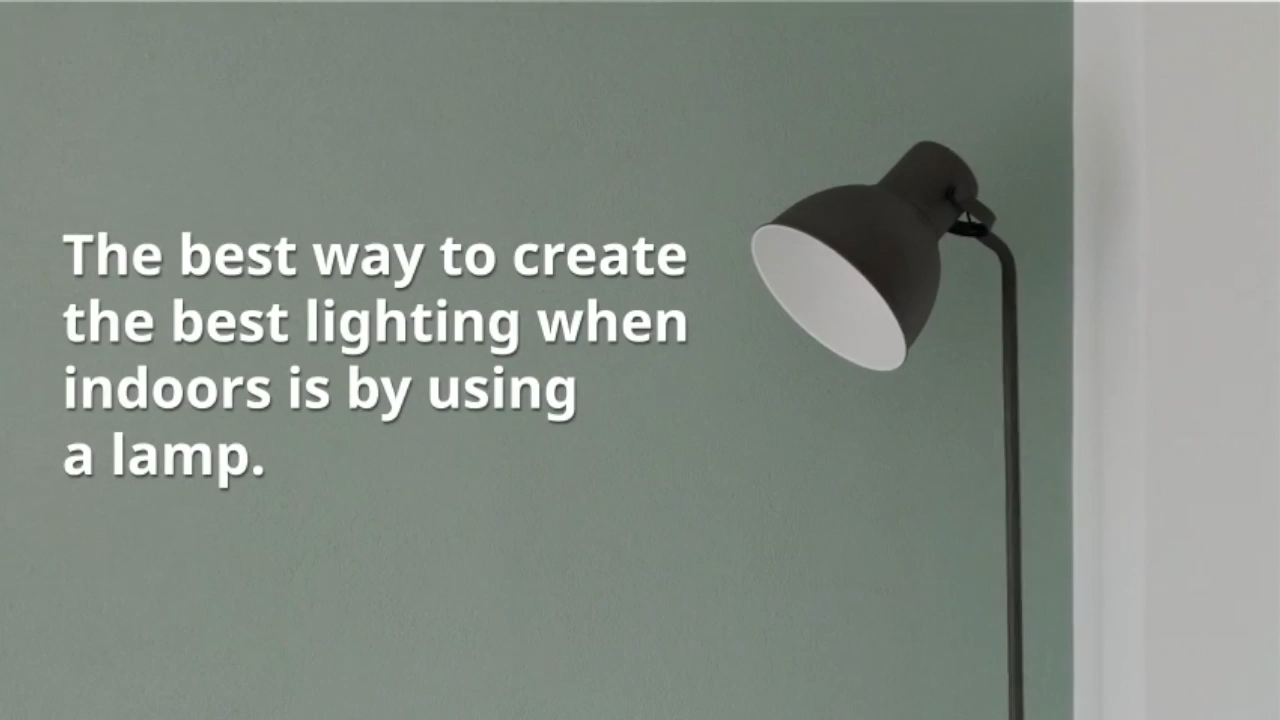 The best way to create
the best lighting when
indoors is by using
a lamp.